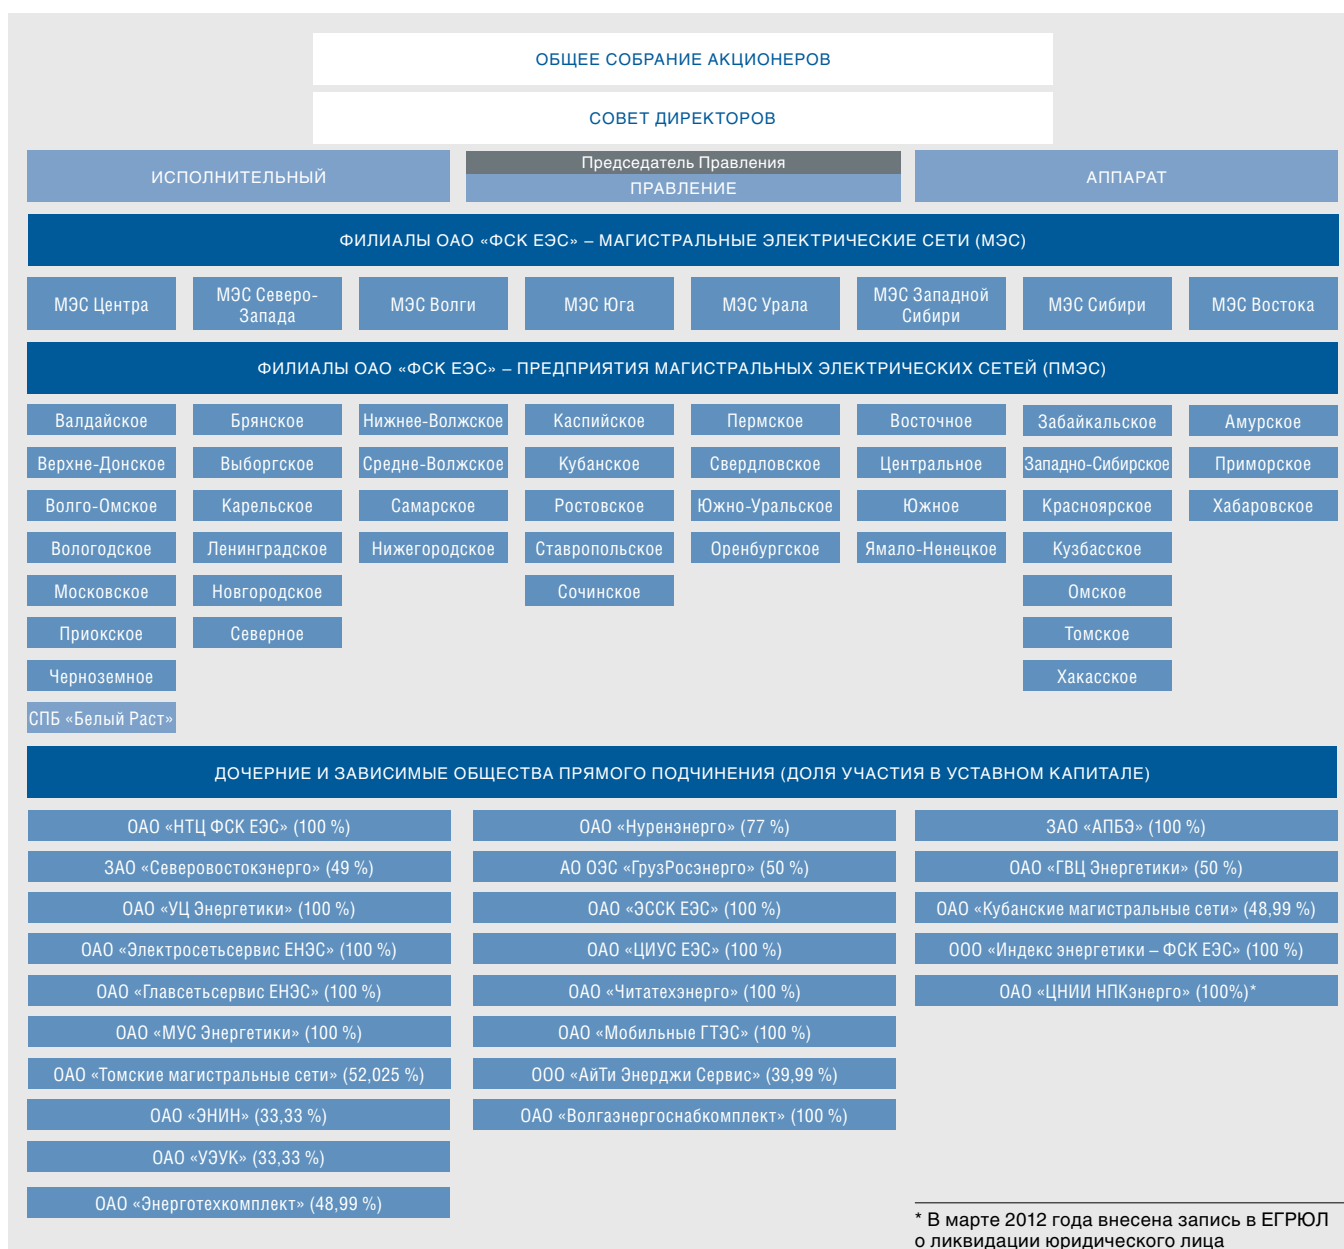 ОБЩЕЕ СОБРАНИЕ АКЦИОНЕРОВ
СОВЕТ ДИРЕКТОРОВ
ИСПОЛНИТЕЛЬНЫЙ
Председатель Правления
ПРАВЛЕНИЕ
АППАРАТ
ФИЛИАЛЫ ОАО «ФСК ЕЭС» – МАГИСТРАЛЬНЫЕ ЭЛЕКТРИЧЕСКИЕ СЕТИ (МЭС)
МЭС Центра
МЭС Северо-
Запада
МЭС Волги
МЭС Юга
МЭС Урала
МЭС Западной
Сибири
МЭС Сибири
МЭС Востока
ФИЛИАЛЫ ОАО «ФСК ЕЭС» – ПРЕДПРИЯТИЯ МАГИСТРАЛЬНЫХ ЭЛЕКТРИЧЕСКИХ СЕТЕЙ (ПМЭС)
Валдайское
Верхне-Донское
Волго-Омское
Вологодское
Московское
Приокское
Черноземное
СПБ «Белый Раст»
Брянское
Выборгское
Карельское
Ленинградское
Новгородское
Северное
Нижнее-Волжское
Средне-Волжское
Самарское
Нижегородское
Каспийское
Кубанское
Ростовское
Ставропольское
Сочинское
Пермское
Свердловское
Южно-Уральское
Оренбургское
Восточное
Центральное
Южное
Ямало-Ненецкое
Забайкальское
Западно-Сибирское
Красноярское
Кузбасское
Омское
Томское
Хакасское
Амурское
Приморское
Хабаровское
ДОЧЕРНИЕ И ЗАВИСИМЫЕ ОБЩЕСТВА ПРЯМОГО ПОДЧИНЕНИЯ (ДОЛЯ УЧАСТИЯ В УСТАВНОМ КАПИТАЛЕ)
ОАО «НТЦ ФСК ЕЭС» (100 %)
ЗАО «Северовостокэнерго» (49 %)
ОАО «УЦ Энергетики» (100 %)
ОАО «Электросетьсервис ЕНЭС» (100 %)
ОАО «Главсетьсервис ЕНЭС» (100 %)
ОАО «МУС Энергетики» (100 %)
ОАО «Томские магистральные сети» (52,025 %)
ОАО «ЭНИН» (33,33 %)
ОАО «УЭУК» (33,33 %)
ОАО «Энерготехкомплект» (48,99 %)
ОАО «Нурэнерго» (77 %)
АО ОЭС «ГрузРосэнерго» (50 %)
ОАО «ЭССК ЕЭС» (100 %)
ОАО «ЦИУС ЕЭС» (100 %)
ОАО «Читатехэнерго» (100 %)
ОАО «Мобильные ГТЭС» (100 %)
ООО «АйТи Энерджи Сервис» (39,99 %)
ОАО «Волгаэнергоснабкомплект» (100 %)
ЗАО «АПБЭ» (100 %)
ОАО «ГВЦ Энергетики» (50 %)
ОАО «Кубанские магистральные сети» (48,99 %)
ООО «Индекс энергетики – ФСК ЕЭС» (100 %)
ОАО «ЦНИИ НПКэнерго» (100%)*
* В марте 2012 года внесена запись в ЕГРЮЛ
о ликвидации юридического лица